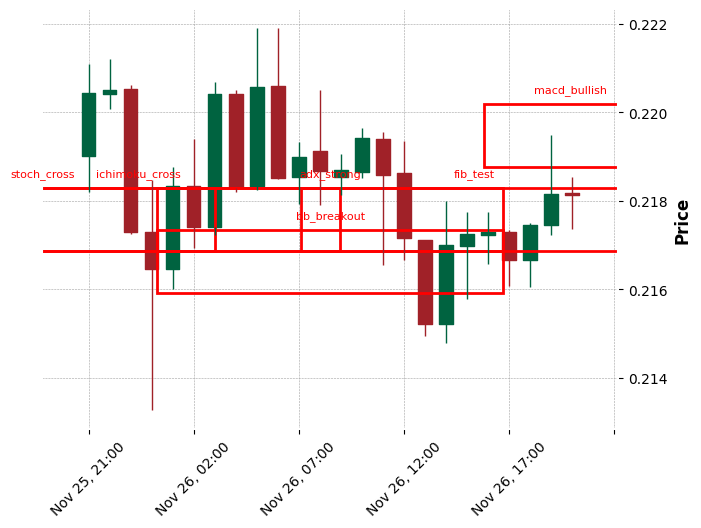 0.222
macd_bullish
0.220
stoch_cross ichimoku_cross adx_strong fib_test
0.218
bb_breakout
0.216
0.214
Price
Nov 25, 21:00
Nov 26, 02:00
Nov 26, 07:00
Nov 26, 12:00
Nov 26, 17:00